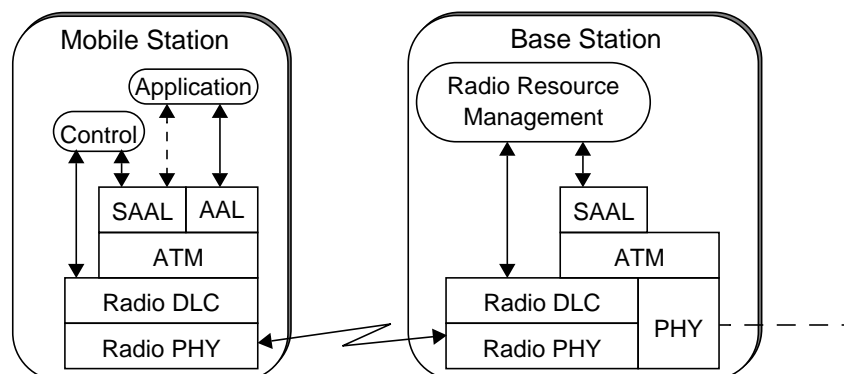 Mobile Station
Application
Control
SAAL
AAL
ATM
Radio DLC
Radio PHY
Base Station
Radio Resource
Management
SAAL
ATM
Radio DLC
PHY
Radio PHY